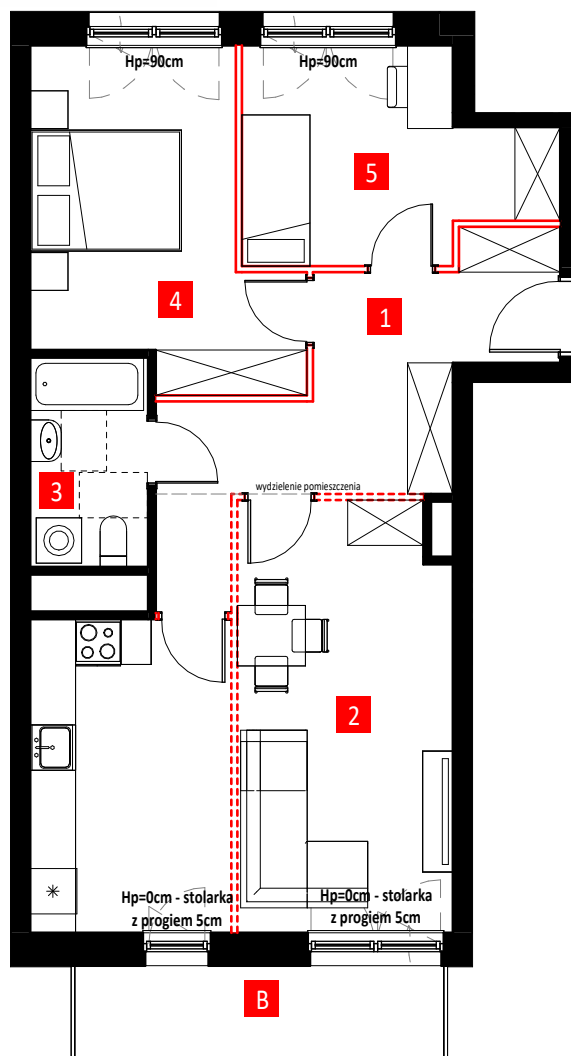 Hp=90cm
Hp=90cm
5
4
1
3
wydzielenie pomieszczenia
2
Hp=0cm - stolarka
z progiem 5cm
Hp=0cm - stolarka
z progiem 5cm
B